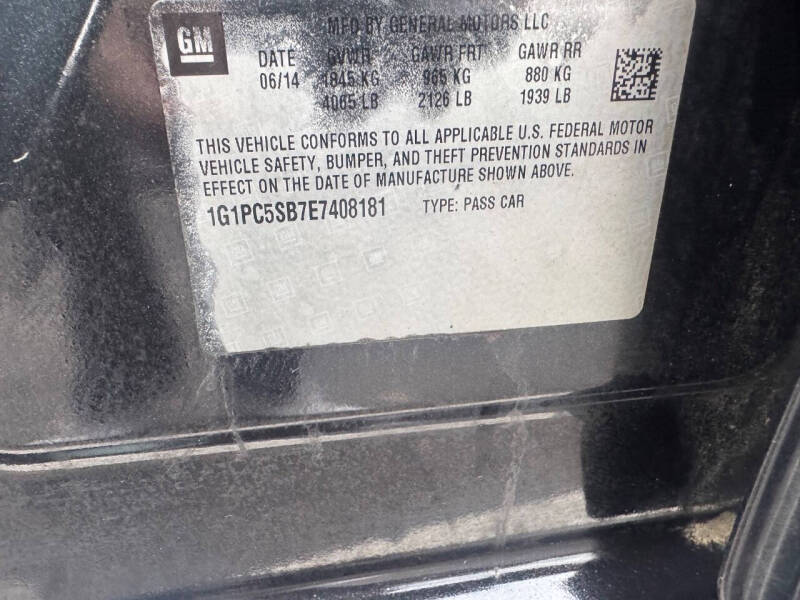 GM
MFD BY GENERAL MOTORS LLC
DATE GVWR GAWR FRT GAWR RR
06/14 1845 KG 965 KG 880 KG
4065 LB 2126 LB 1939 LB
THIS VEHICLE CONFORMS TO ALL APPLICABLE U.S. FEDERAL MOTOR
VEHICLE SAFETY, BUMPER, AND THEFT PREVENTION STANDARDS IN
EFFECT ON THE DATE OF MANUFACTURE SHOWN ABOVE.
1G1PC5SB7E7408181 TYPE: PASS CAR